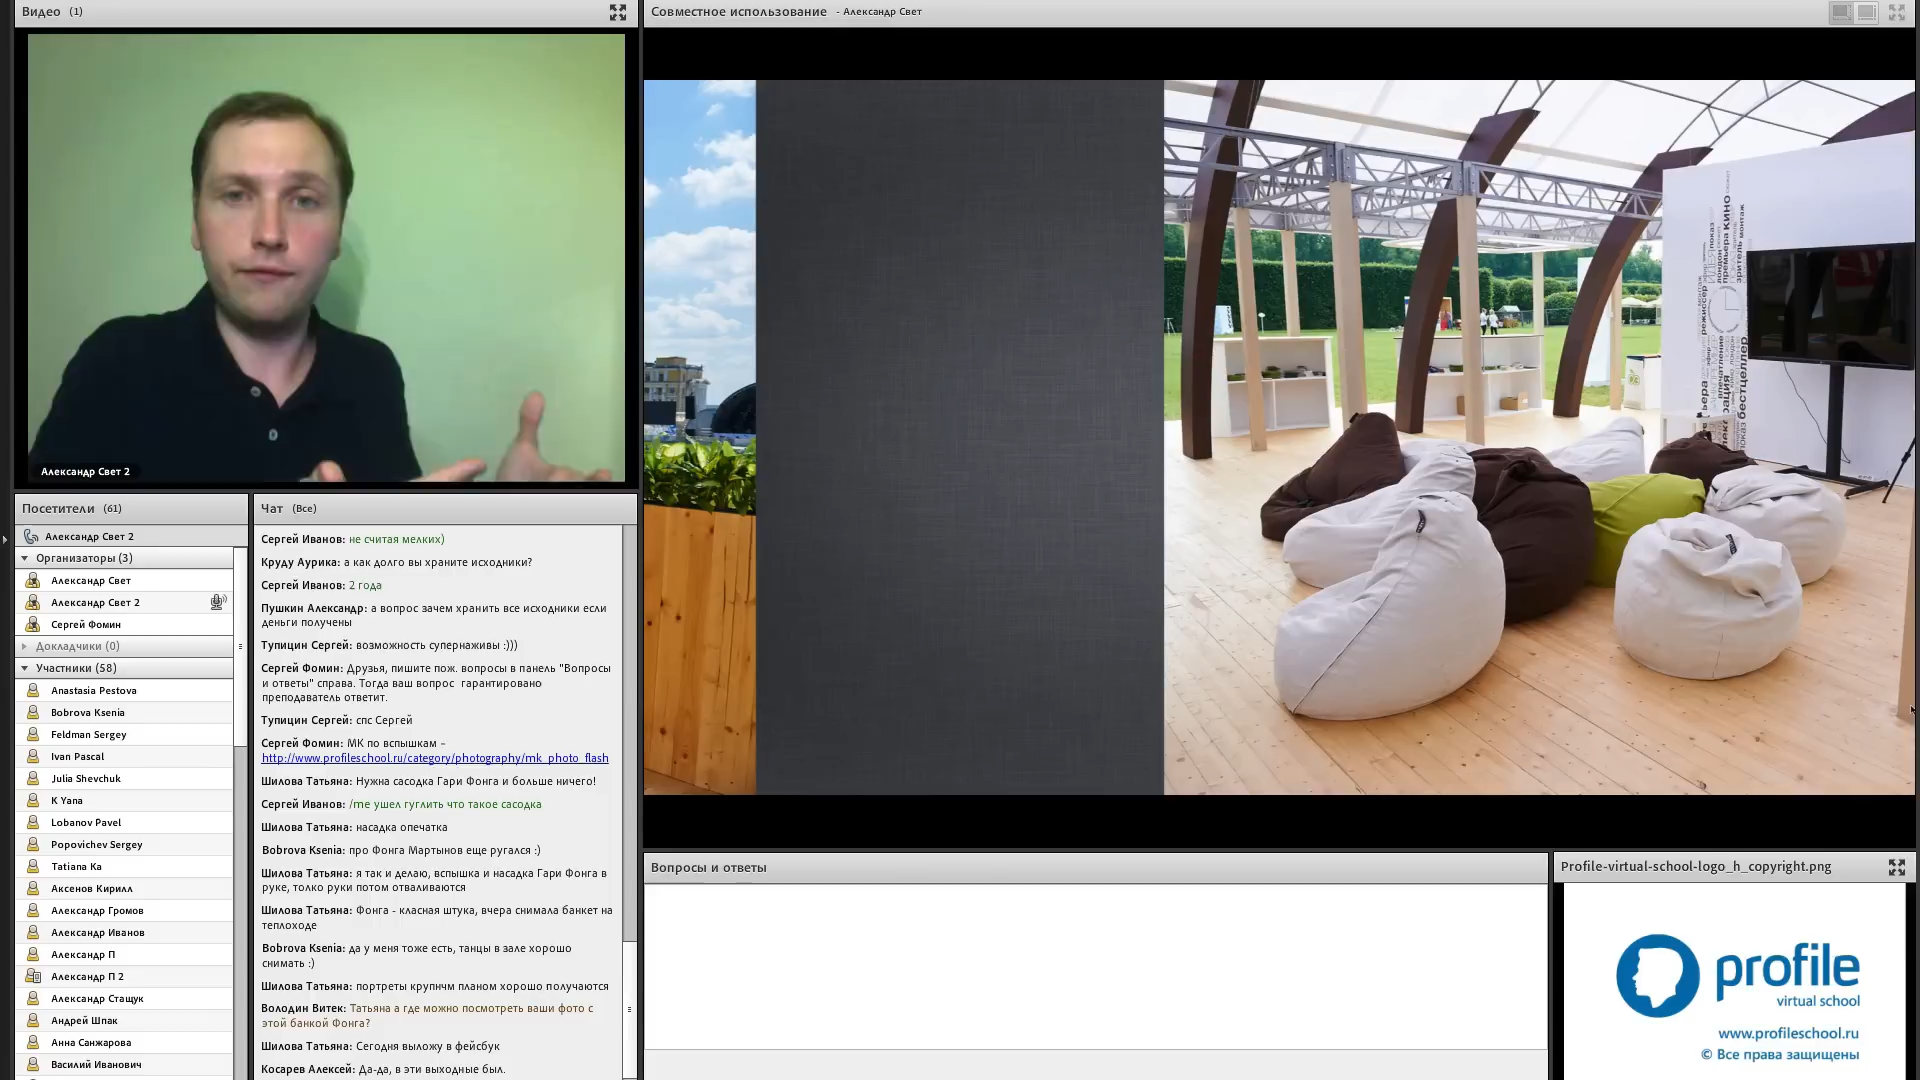 Видео (1)
Александр Свет 2
Посетители (61)
Александр Свет 2
Организаторы (3)
Александр Свет
Александр Свет 2
Сергей Фомин
Докладчики (0)
Участники (58)
Anastasia Pestova
Bobrova Ksenia
Feldman Sergey
Ivan Pascal
Julia Shevchuk
K Yana
Lobanov Pavel
Popovichev Sergey
Tatiana Ka
Аксенов Кирилл
Александр Громов
Александр Иванов
Александр П
Александр П 2
Александр Стащук
Андрей Шпак
Анна Санжарова
Василий Иванович
Чат (Все)
Сергей Иванов: не считая мелких)
Круду Аурика: а как долго вы храните исходники?
Сергей Иванов: 2 года
Пушкин Александр: а вопрос зачем хранить все исходники если
деньги получены
Тупицин Сергей: возможность супернаживы :)))
Сергей Фомин: Друзья, пишите пож. вопросы в панель "Вопросы
и ответы" справа. Тогда ваш вопрос гарантировано
преподаватель ответит.
Тупицин Сергей: спс Сергей
Сергей Фомин: МК по вспышкам -
http://www.profileschool.ru/category/photography/mk_photo_flash
Шилова Татьяна: Нужна сасодка Гари Фонга и больше ничего!
Сергей Иванов: /me ушел гуглить что такое сасодка
Шилова Татьяна: насадка опечатка
Bobrova Ksenia: про Фонга Мартынов еще ругался :)
Шилова Татьяна: я так и делаю, вспышка и насадка Гари Фонга в
руке, толко руки потом отваливаются
Шилова Татьяна: Фонга - класная штука, вчера снимала банкет на
теплоходе
Bobrova Ksenia: да у меня тоже есть, танцы в зале хорошо
снимать :)
Шилова Татьяна: портреты крупнчм планом хорошо получаются
Володин Витек: Татьяна а где можно посмотреть ваши фото с
этой банкой Фонга?
Шилова Татьяна: Сегодня выложу в фейсбук
Косарев Алексей: Да-да, в эти выходные был.
Совместное использование - Александр Свет
показ
премьера кино
зритель монтаж
режиссер
впечатление
показ бестселлер
Вопросы и ответы
Profile-virtual-school-logo_h_copyright.png
profile
virtual school
www.profileschool.ru
© Все права защищены